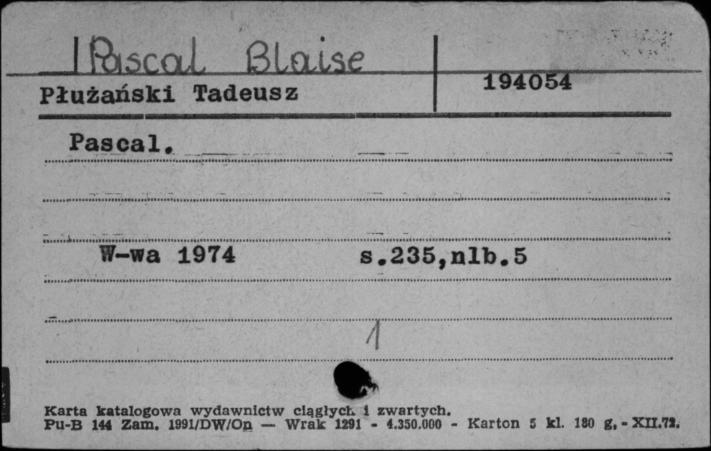 Pascal Blaise
Płużański Tadeusz 194054
Pascal.
W-wa 1974 s.235,nlb.5
1
Karta katalogowa wydawnictw ciągłych i zwartych.
Pu-B 144 Zam. 1991/DW/Op — Wrak 1291 - 4.350.000 - Karton 5 kl. 180 g. - XII.72.